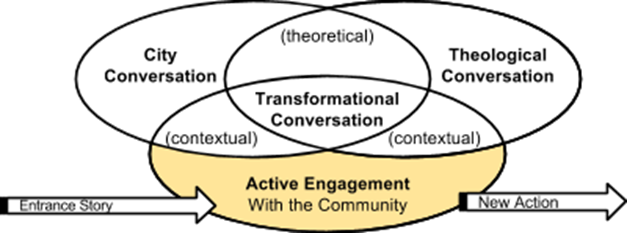 (theoretical)
City
Conversation
Theological
Conversation
Transformational
Conversation
(contextual)
(contextual)
Active Engagement
With the Community
Entrance Story
New Action